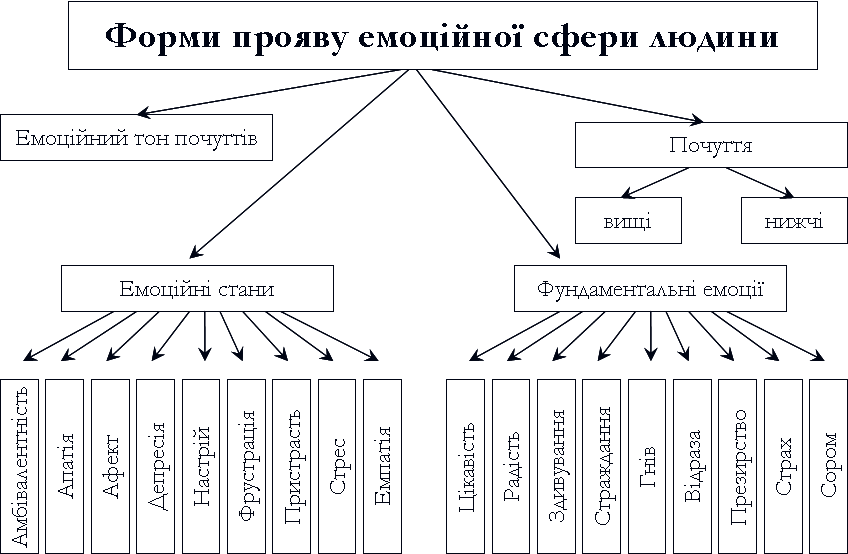 Форми прояву емоційної сфери людини
Емоційний тон почуттів
Почуття
вищі
нижчі
Емоційні стани
Фундаментальні емоції
Амбівалентність
Апатія
Афект
Депресія
Настрій
Фрустрація
Пристрасть
Стрес
Емпатія
Цікавість
Радість
Здивування
Страждання
Гнів
Відраза
Презирство
Страх
Сором